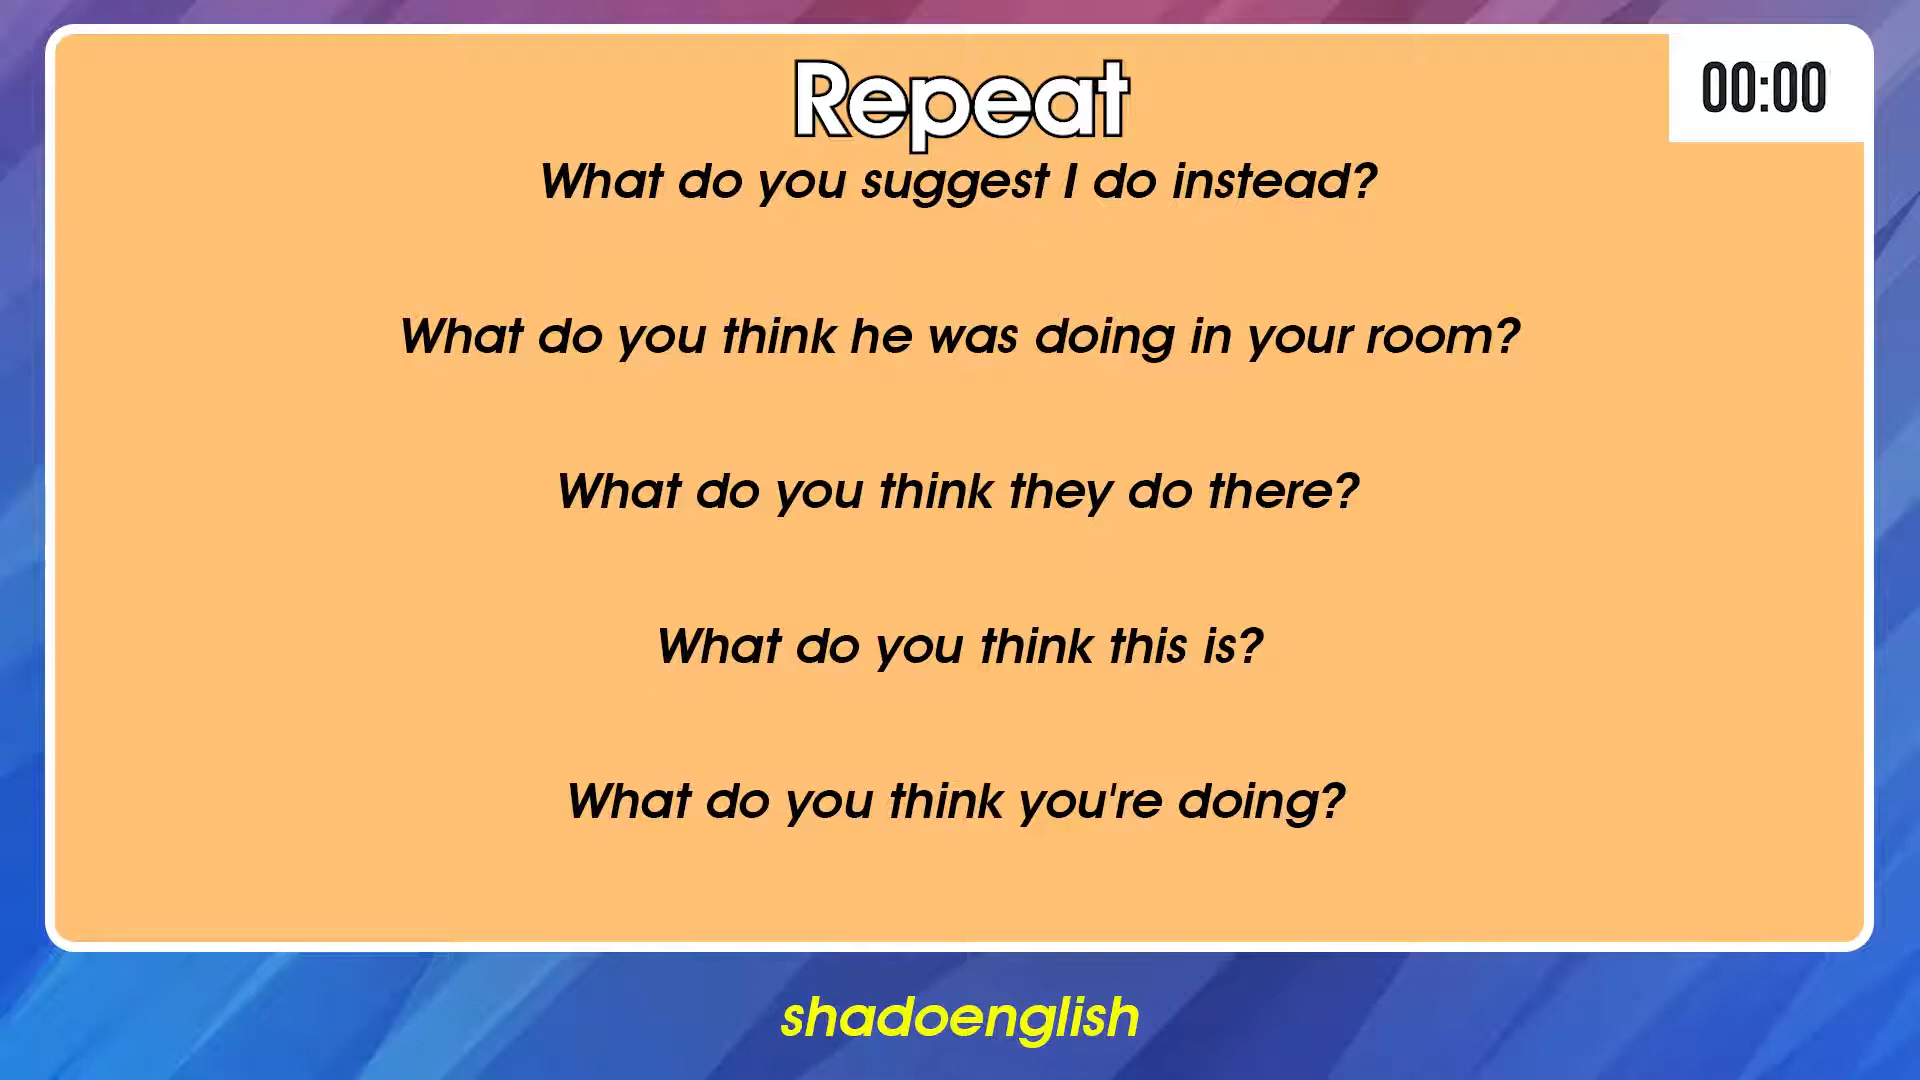 Repeat
00:00
What do you suggest I do instead?
What do you think he was doing in your room?
What do you think they do there?
What do you think this is?
What do you think you're doing?
shadoenglish